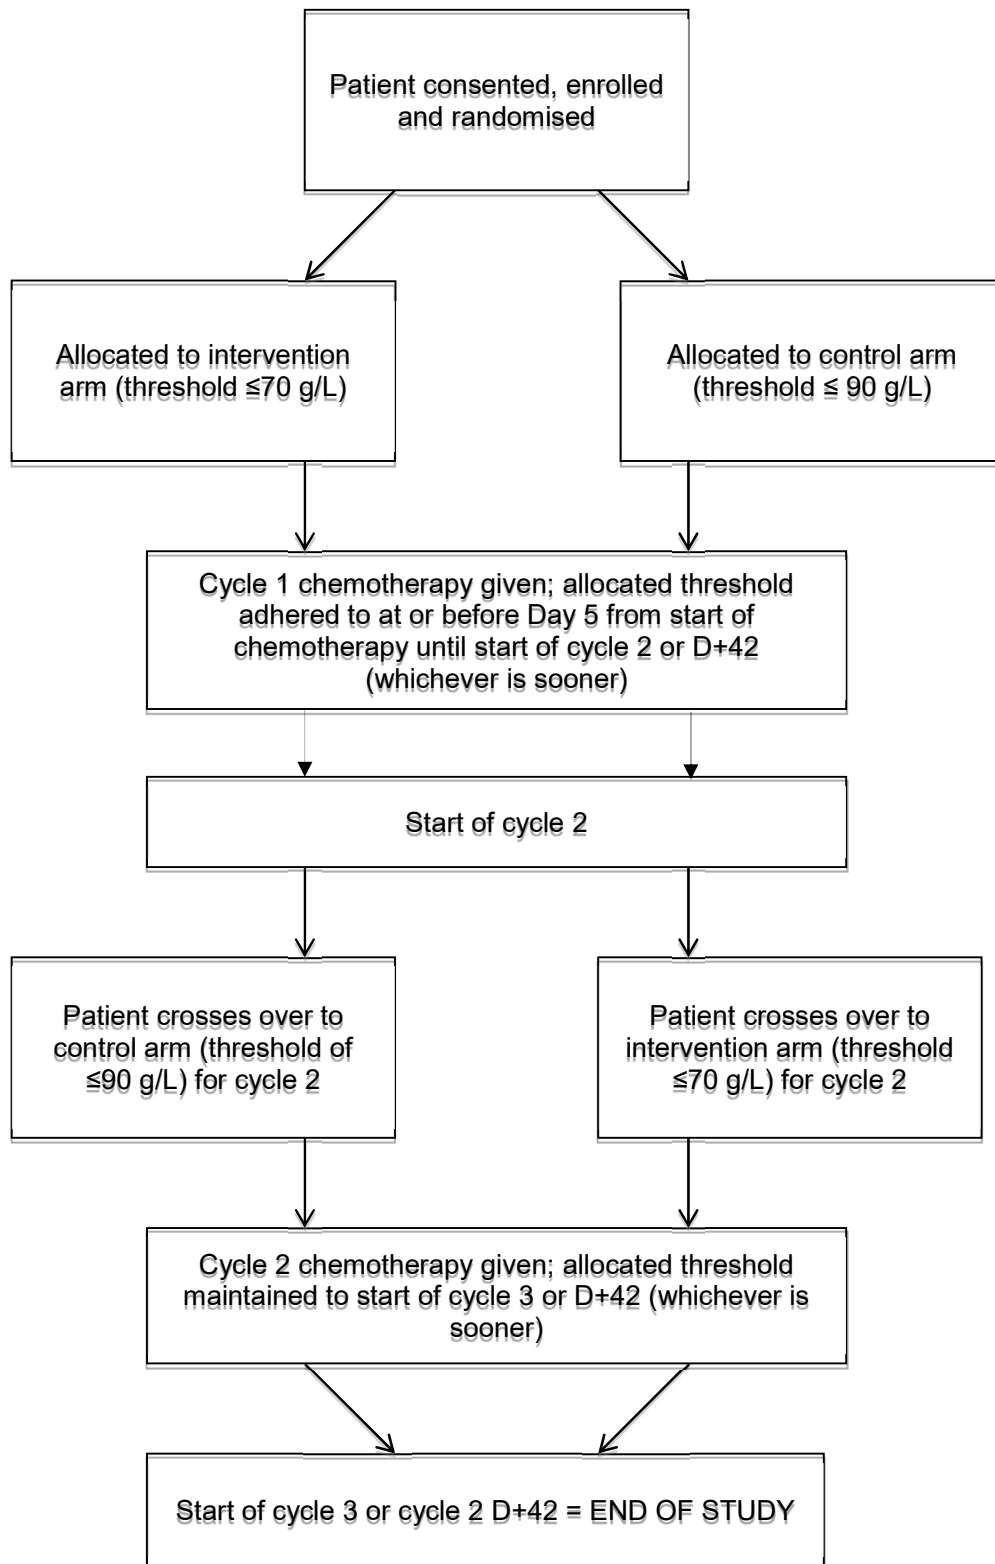 Patient consented, enrolled
and randomised
Allocated to intervention
arm (threshold ≤70 g/L)
Allocated to control arm
(threshold ≤ 90 g/L)
Cycle 1 chemotherapy given; allocated threshold
adhered to at or before Day 5 from start of
chemotherapy until start of cycle 2 or D+42
(whichever is sooner)
Start of cycle 2
Patient crosses over to
control arm (threshold of
≤90 g/L) for cycle 2
Patient crosses over to
intervention arm (threshold
≤70 g/L) for cycle 2
Cycle 2 chemotherapy given; allocated threshold
maintained to start of cycle 3 or D+42 (whichever is
sooner)
Start of cycle 3 or cycle 2 D+42 = END OF STUDY